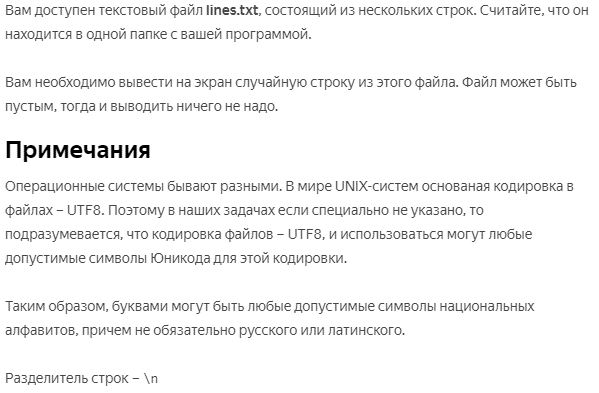 Вам доступен текстовый файл lines.txt, состоящий из нескольких строк. Считайте, что он
находится в одной папке с вашей программой.
Вам необходимо вывести на экран случайную строку из этого файла. Файл может быть
пустым, тогда и выводить ничего не надо.
Примечания
Операционные системы бывают разными. В мире UNIX-систем основаная кодировка в
файлах – UTF8. Поэтому в наших задачах если специально не указано, то
подразумевается, что кодировка файлов – UTF8, и использоваться могут любые
допустимые символы Юникода для этой кодировки.
Таким образом, буквами могут быть любые допустимые символы национальных
алфавитов, причем не обязательно русского или латинского.
Разделитель строк – \n